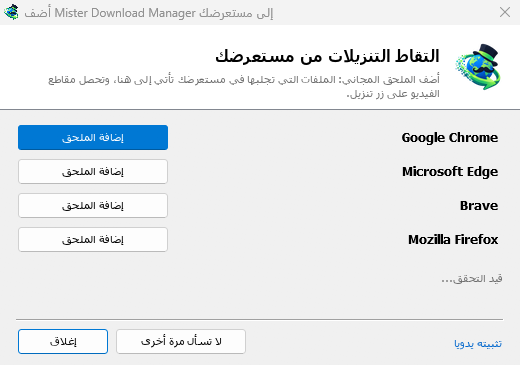 أضف Mister Download Manager إلى مستعرضك
التقاط التنزيلات من مستعرضك
أضف الملحق المجاني: الملفات التي تجلبها في مستعرضك تأتي إلى هنا، وتحصل مقاطع
الفيديو على زر تنزيل.
Google Chrome إضافة الملحق
Microsoft Edge إضافة الملحق
Brave إضافة الملحق
Mozilla Firefox إضافة الملحق
قيد التحقق...
تثبيته يدويا لا تسأل مرة أخرى إغلاق